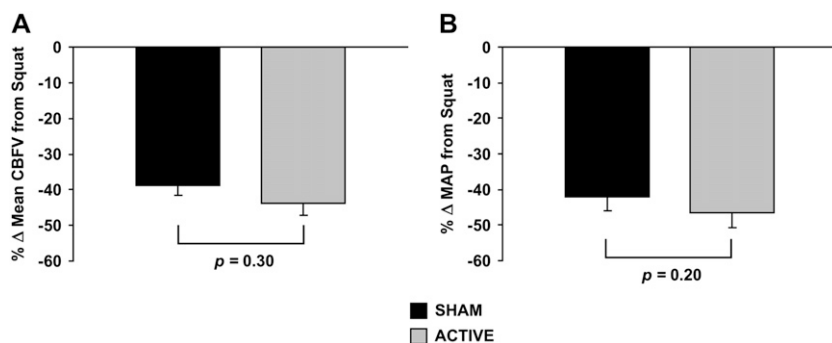 A
% Δ Mean CBFV from Squat
0
-10
-20
-30
-40
-50
-60
p = 0.30
B
% Δ MAP from Squat
0
-10
-20
-30
-40
-50
-60
p = 0.20
SHAM
ACTIVE